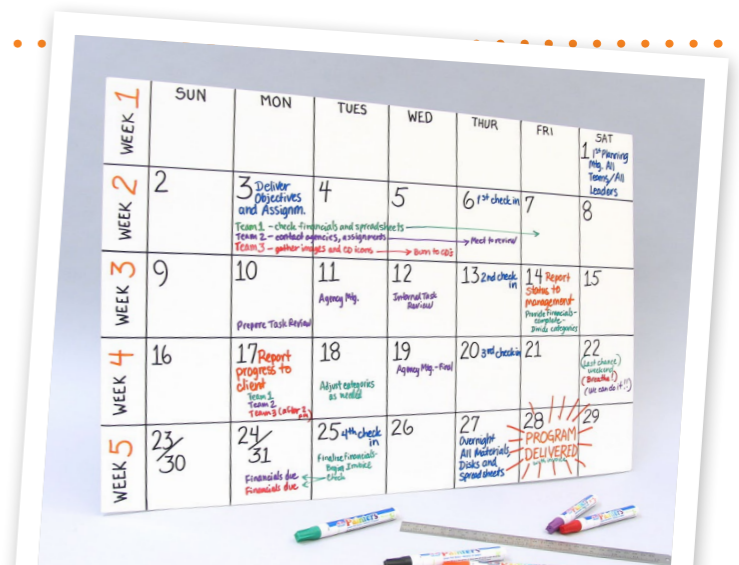 SUN MON TUES WED THUR FRI SAT
WEEK 1
1 1st Planning
Mtg. All
Teams/All
Leaders
WEEK 2
2
3 Deliver
Objectives
and Assignm.
4
5
6 1st check in
7
8
Team 1 - check financials and spreadsheets
Team 2 - contact agencies, assignments Meet to review
Team 3 - gather images and CD icons Burn to CD's
WEEK 3
9
10
Prepare Task Review
11
Agency Mtg.
12
Internal Task
Review
13 2nd check
in
14 Report
Status to
management
Provide financials -
complete -
Divide categories
15
WEEK 4
16
17 Report
progress to
client
Team 1
Team 2
Team 3 (after 2
18
Adjust categories
as needed
19
Agency Mtg. - Final
20 3rd check in
21
22
(Last chance)
weekend
(Breathe!)
(We can do it!!)
WEEK 5
23/30
24/31
Financials due
Financials due
25 4th check
in
Finalize financials -
Begin Invoice
26
27
Overnight
All Materials,
Disks and
Spreadsheets
28
PROGRAM
DELIVERED
29
Painters
Painters